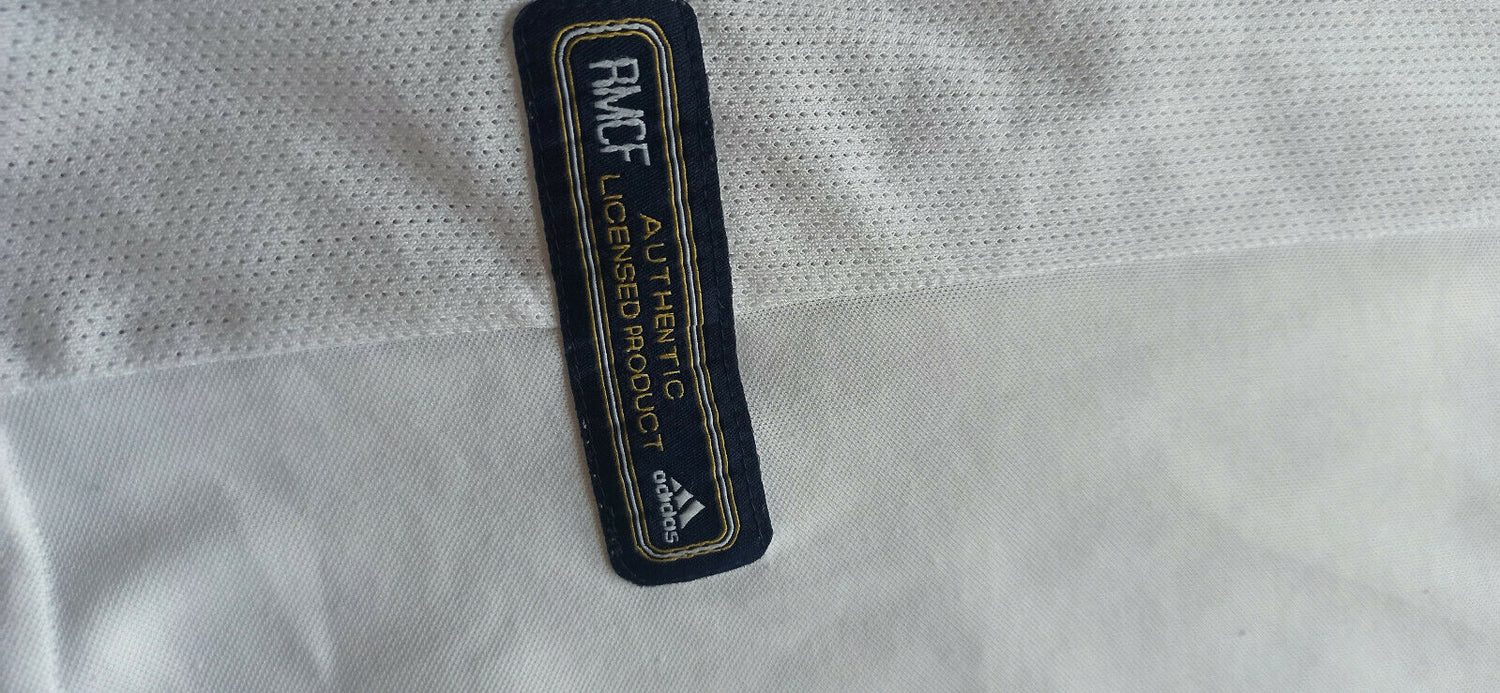 RMCF
AUTHENTIC
LICENSED PRODUCT
adidas